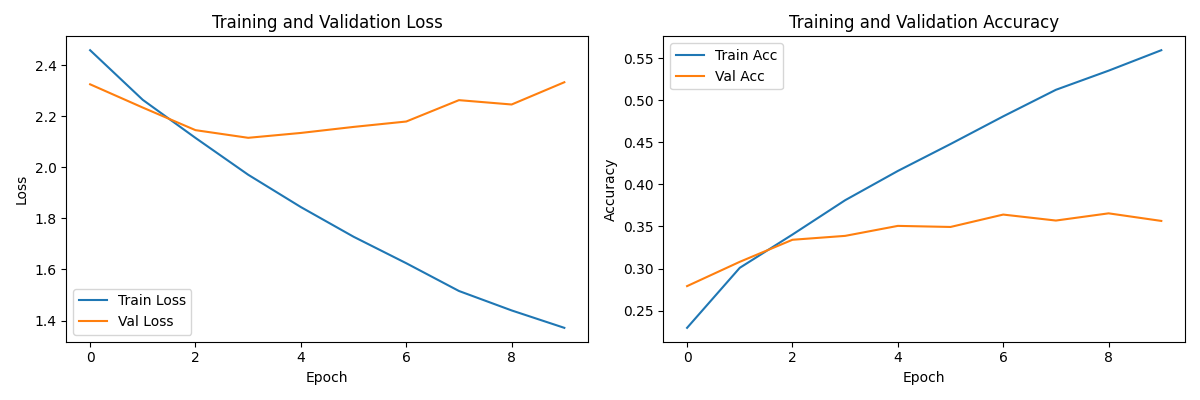 Training and Validation Loss
2.4
2.2
2.0
1.8
1.6
1.4
Loss
Train Loss
Val Loss
0 2 4 6 8
Epoch
Training and Validation Accuracy
0.55
0.50
0.45
0.40
0.35
0.30
0.25
Accuracy
Train Acc
Val Acc
0 2 4 6 8
Epoch